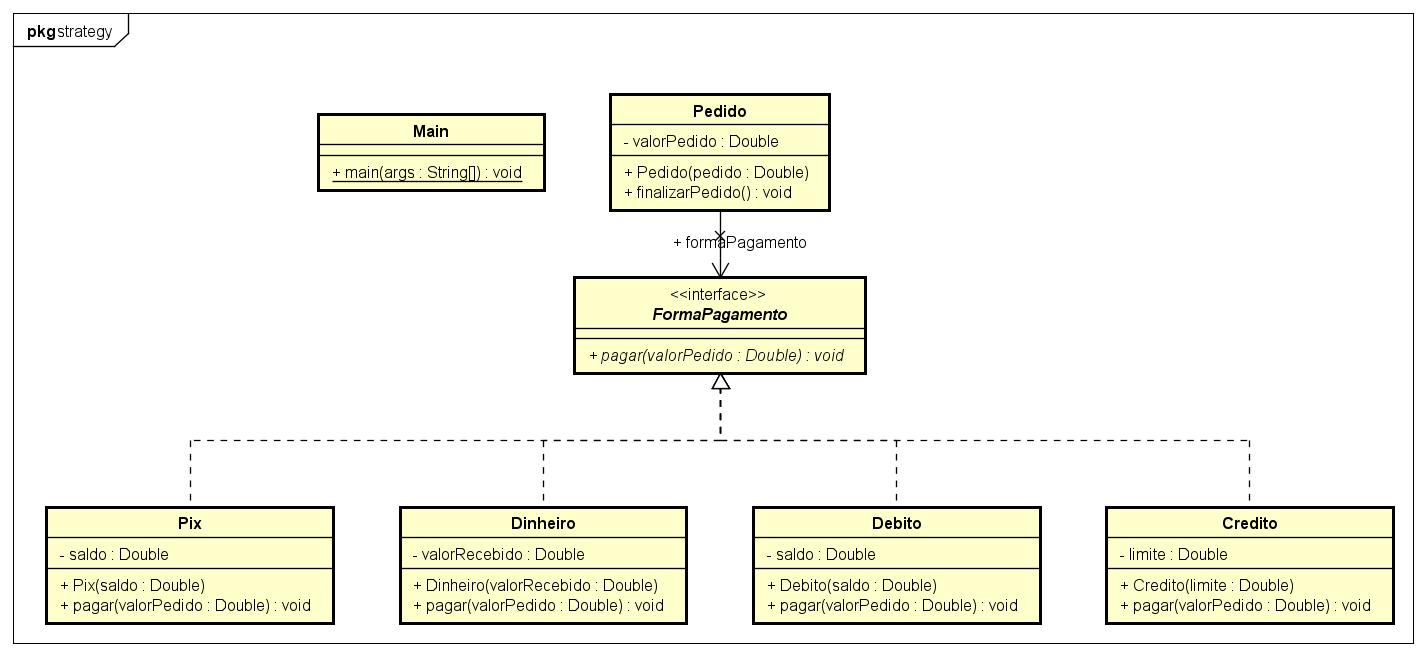 pkg strategy
Main
+ main(args : String[]) : void
Pedido
- valorPedido : Double
+ Pedido(pedido : Double)
+ finalizarPedido() : void
+ formaPagamento
<<interface>>
FormaPagamento
+ pagar(valorPedido : Double) : void
Pix
- saldo : Double
+ Pix(saldo : Double)
+ pagar(valorPedido : Double) : void
Dinheiro
- valorRecebido : Double
+ Dinheiro(valorRecebido : Double)
+ pagar(valorPedido : Double) : void
Debito
- saldo : Double
+ Debito(saldo : Double)
+ pagar(valorPedido : Double) : void
Credito
- limite : Double
+ Credito(limite : Double)
+ pagar(valorPedido : Double) : void